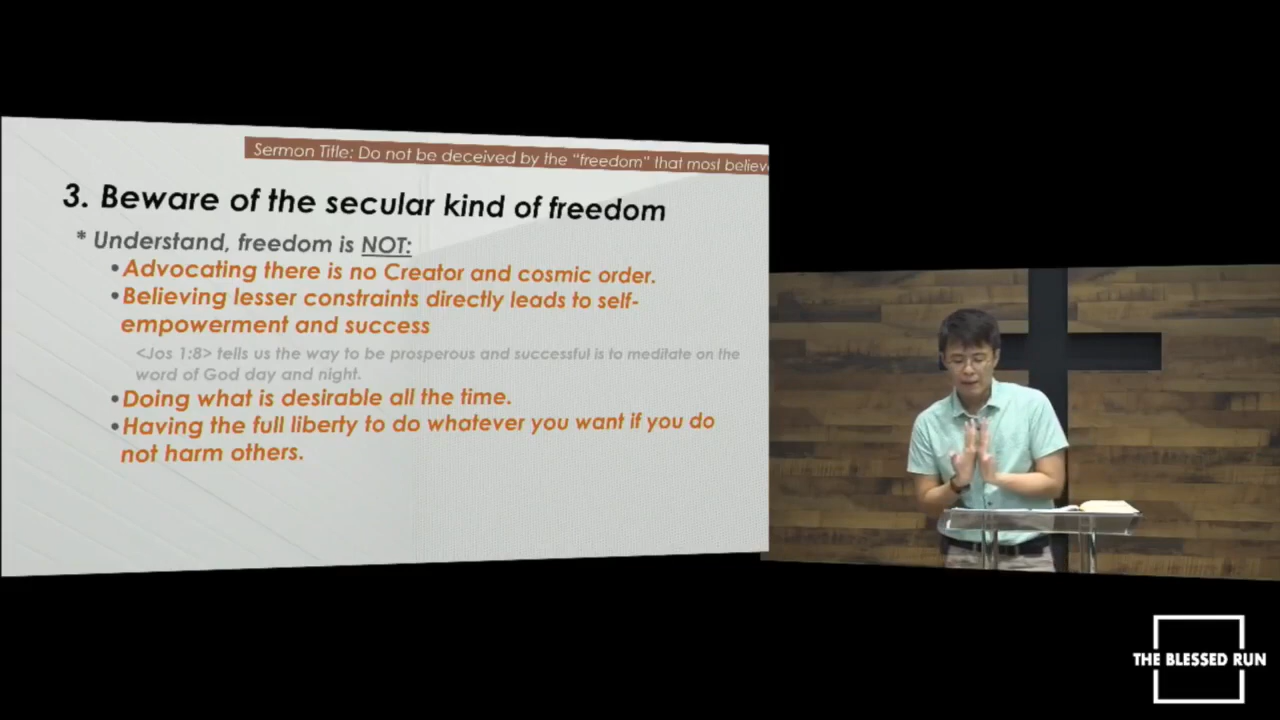 Sermon Title: Do not be deceived by the "freedom" that most believ
3. Beware of the secular kind of freedom
* Understand, freedom is NOT:
•Advocating there is no Creator and cosmic order.
•Believing lesser constraints directly leads to self-
empowerment and success
<Jos 1:8> tells us the way to be prosperous and successful is to meditate on the
word of God day and night.
•Doing what is desirable all the time.
•Having the full liberty to do whatever you want if you do
not harm others.
THE BLESSED RUN